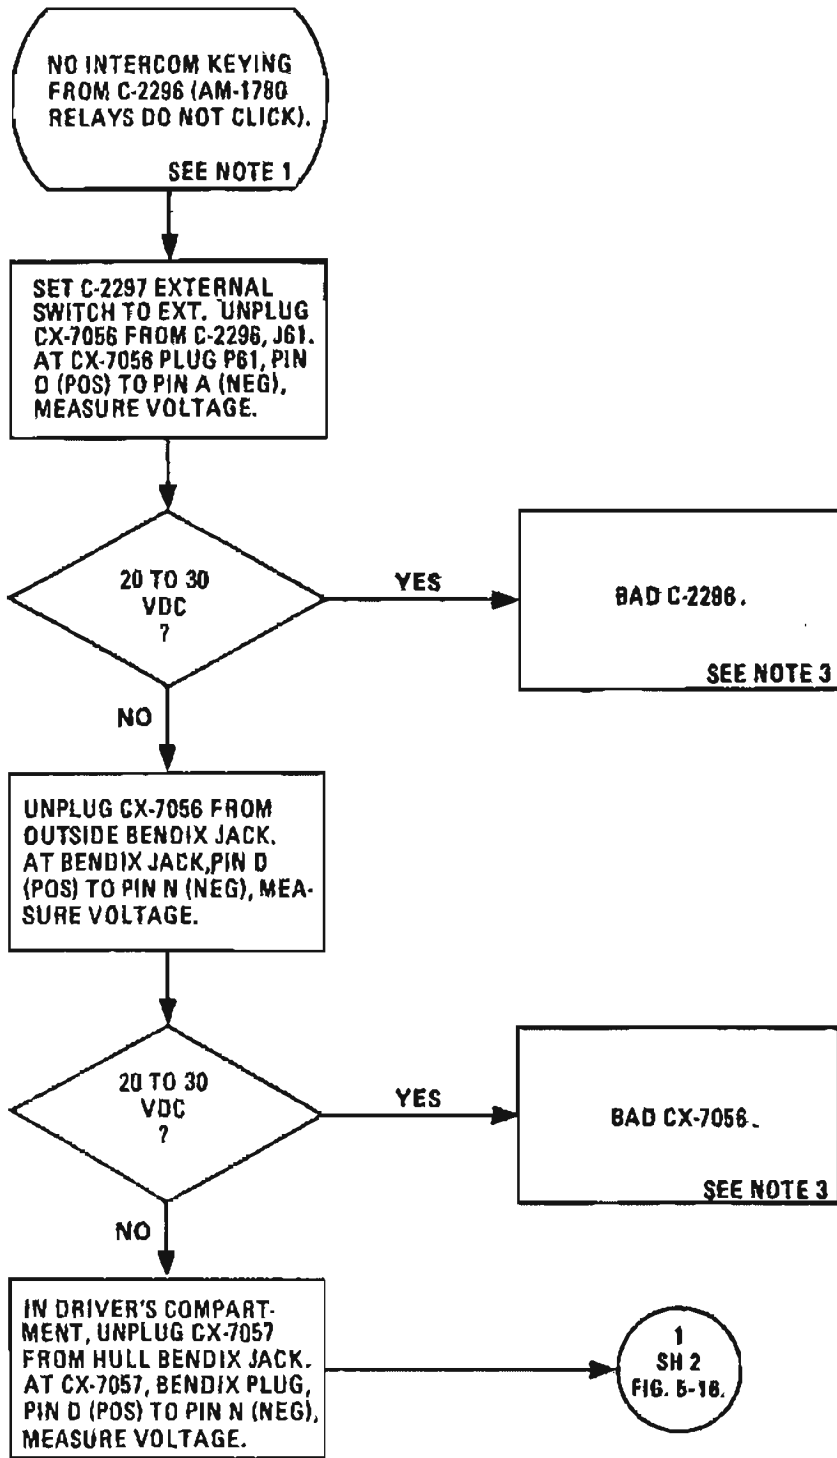 NO INTERCOM KEYING
FROM C-2296 (AM-1780
RELAYS DO NOT CLICK).
SEE NOTE 1
SET C-2297 EXTERNAL
SWITCH TO EXT. UNPLUG
CX-7056 FROM C-2296, J61.
AT CX-7056 PLUG P61, PIN
D (POS) TO PIN A (NEG),
MEASURE VOLTAGE.
20 TO 30
VDC
?
YES
BAD C-2296.
SEE NOTE 3
NO
UNPLUG CX-7056 FROM
OUTSIDE BENDIX JACK.
AT BENDIX JACK,PIN D
(POS) TO PIN N (NEG), MEA-
SURE VOLTAGE.
20 TO 30
VDC
?
YES
BAD CX-7056.
SEE NOTE 3
NO
IN DRIVER'S COMPART-
MENT, UNPLUG CX-7057
FROM HULL BENDIX JACK.
AT CX-7057, BENDIX PLUG,
PIN D (POS) TO PIN N (NEG),
MEASURE VOLTAGE.
1
SH 2
FIG. 5-16.